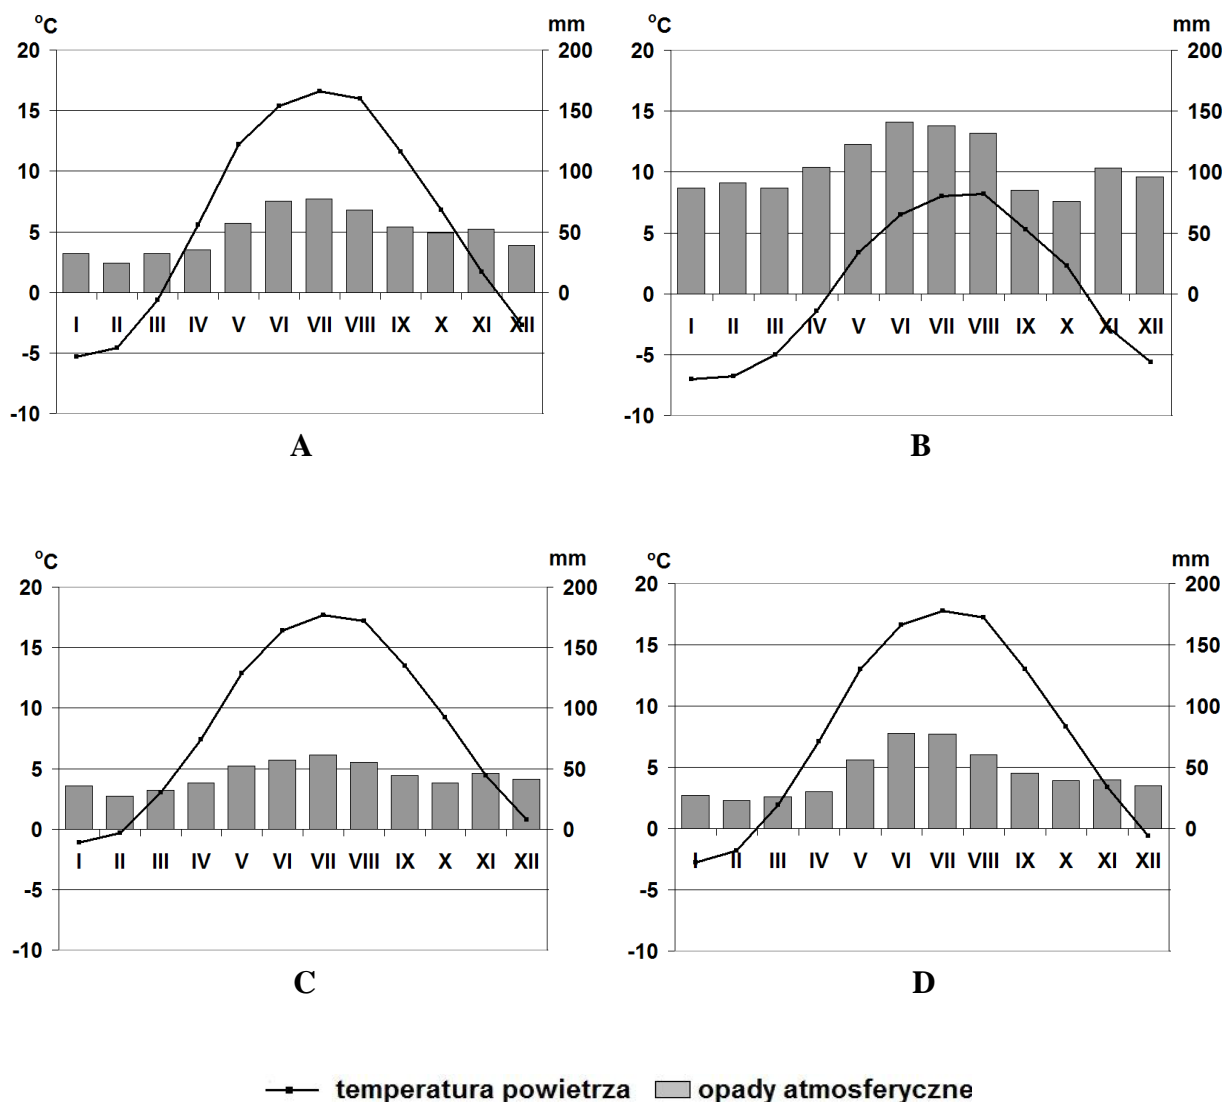 °C mm
20 200
15 150
10 100
5 50
0 0
I II III IV V VI VII VIII IX X XI XII
-5
-10
A
°C mm
20 200
15 150
10 100
5 50
0 0
I II III IV V VI VII VIII IX X XI XII
-5
-10
B
°C mm
20 200
15 150
10 100
5 50
0 0
I II III IV V VI VII VIII IX X XI XII
-5
-10
C
°C mm
20 200
15 150
10 100
5 50
0 0
I II III IV V VI VII VIII IX X XI XII
-5
-10
D
temperatura powietrza opady atmosferyczne